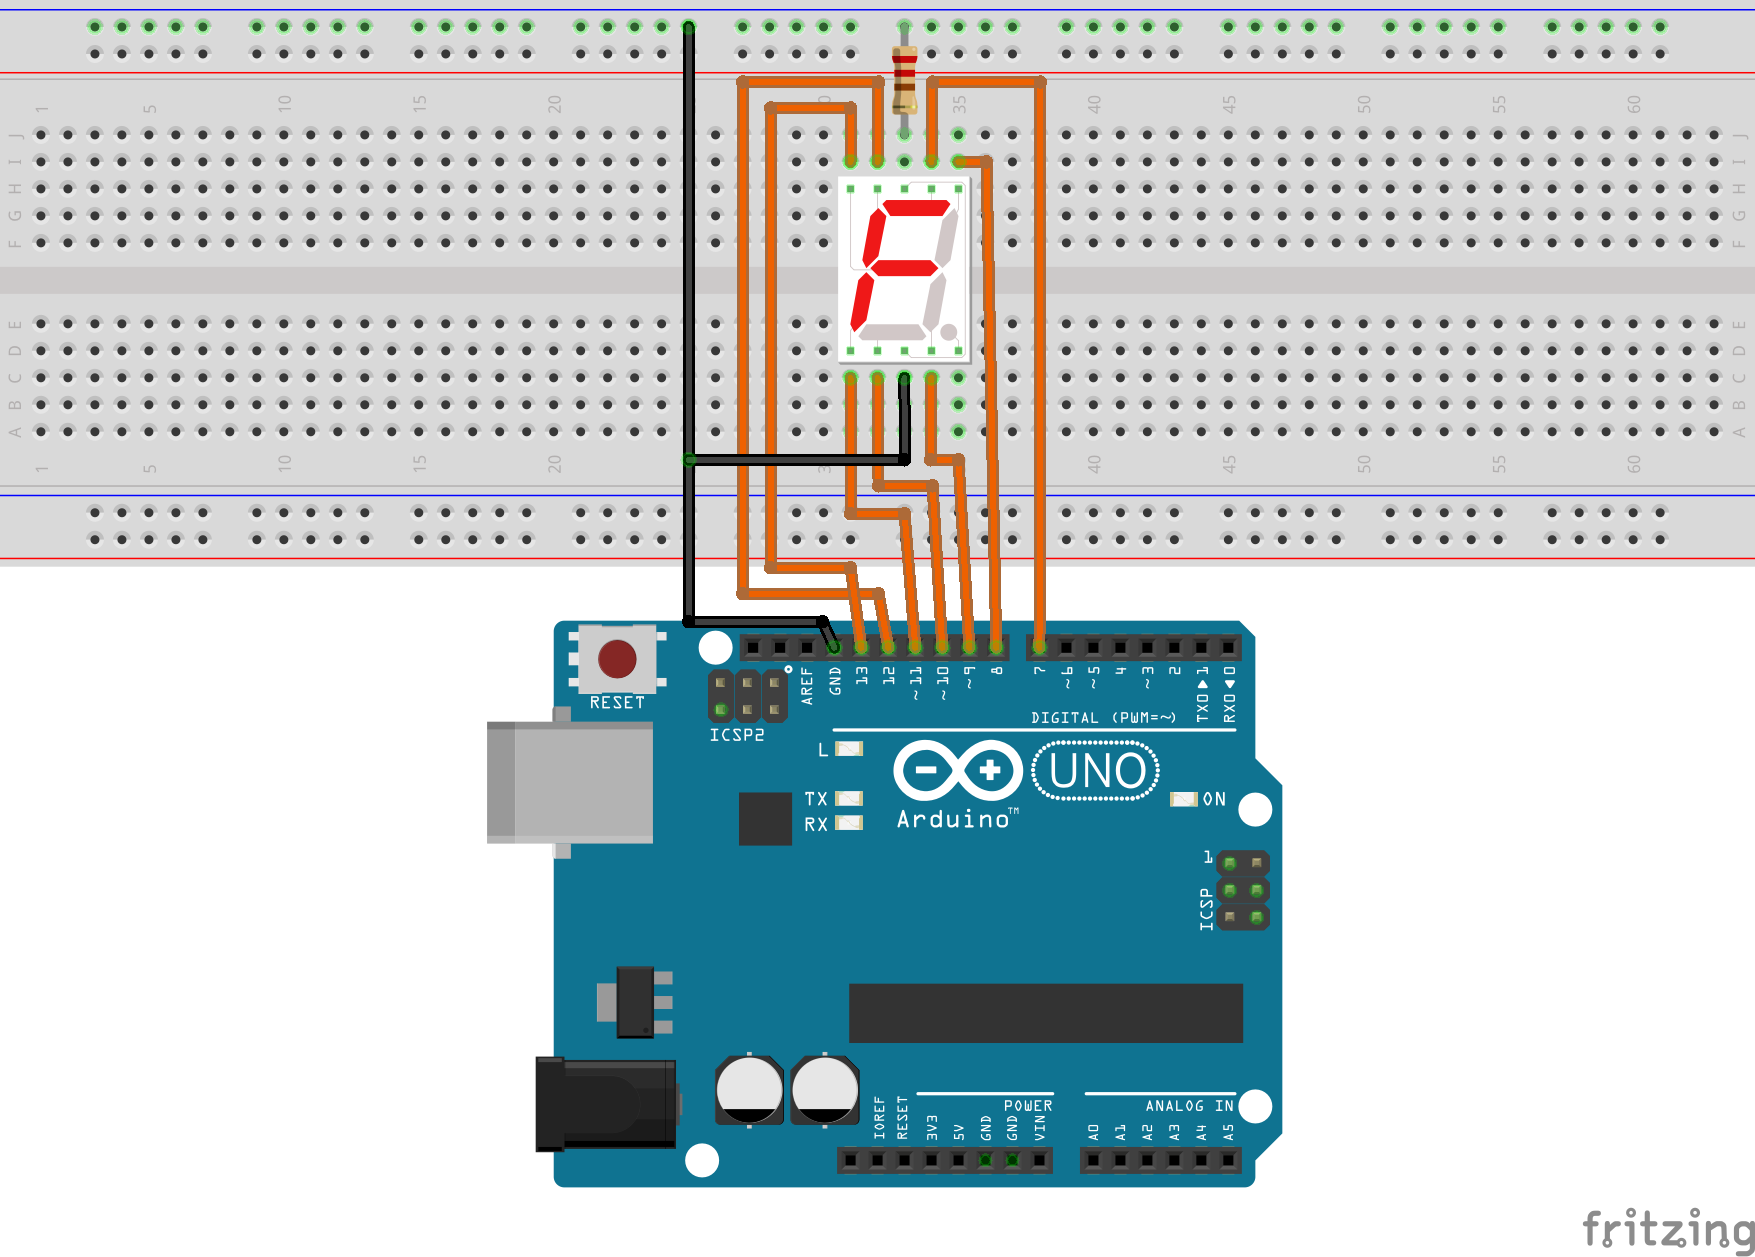 1 5 10 15 20 30 35 40 45 50 55 60
J J
I I
H H
G G
F F
E E
D D
C C
B B
A A
1 5 10 15 20 30 40 45 50 55 60
RESET
AREF GND 13 12 ~11 ~10 ~9 8 7 ~6 ~5 4 ~3 2 TX0▶1 RX0◀0
DIGITAL (PWM=~)
ICSP2
L
UNO
TX
RX
Arduino™
ON
1
ICSP
POWER
ANALOG IN
IOREF RESET 3V3 5V GND GND VIN A0 A1 A2 A3 A4 A5
fritzing